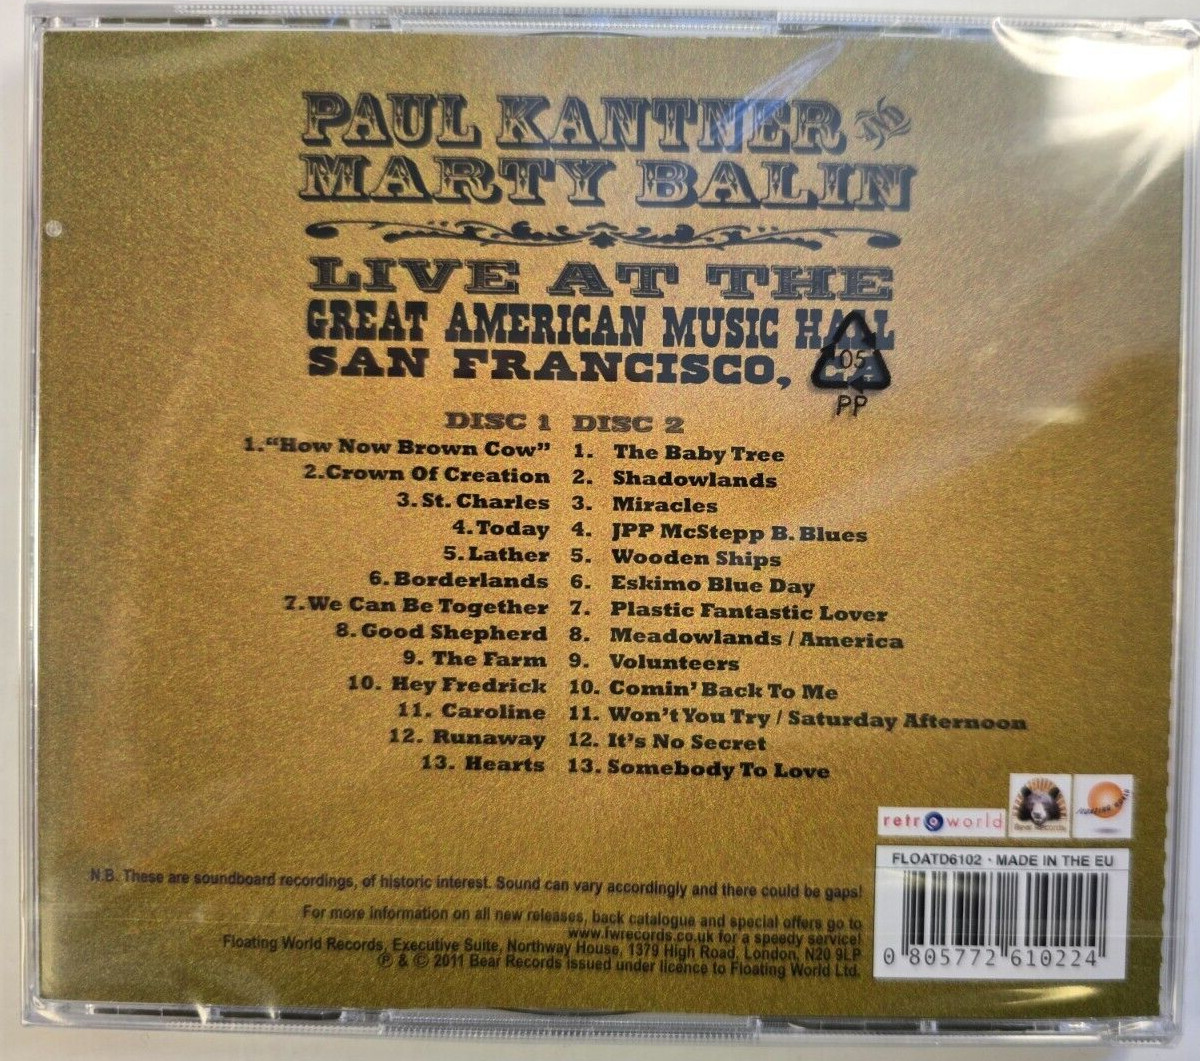 PAUL KANTNER AND
MARTY BALIN
LIVE AT THE
GREAT AMERICAN MUSIC HALL
SAN FRANCISCO, CA
05
PP
DISC 1
1."How Now Brown Cow"
2.Crown Of Creation
3.St. Charles
4.Today
5.Lather
6.Borderlands
7.We Can Be Together
8.Good Shepherd
9. The Farm
10. Hey Fredrick
11. Caroline
12. Runaway
13. Hearts
DISC 2
1. The Baby Tree
2. Shadowlands
3. Miracles
4. JPP McStepp B. Blues
5. Wooden Ships
6. Eskimo Blue Day
7. Plastic Fantastic Lover
8. Meadowlands / America
9. Volunteers
10. Comin' Back To Me
11. Won't You Try / Saturday Afternoon
12. It's No Secret
13. Somebody To Love
retroworld
Bear Records
floating world
FLOATD6102 · MADE IN THE EU
0 805772 610224
N.B. These are soundboard recordings, of historic interest. Sound can vary accordingly and there could be gaps!
For more information on all new releases, back catalogue and special offers go to
www.fwrecords.co.uk for a speedy service!
Floating World Records, Executive Suite, Northway House, 1379 High Road, London, N20 9LP
℗ & © 2011 Bear Records issued under licence to Floating World Ltd.